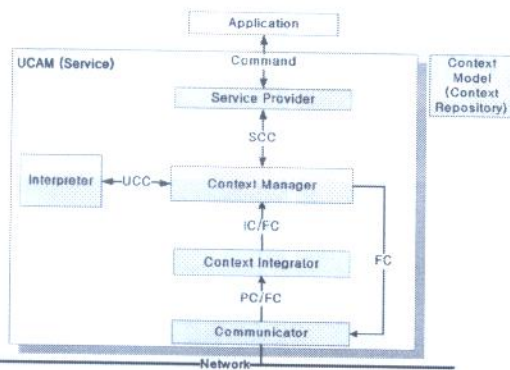 Application
UCAM (Service)
Command
Context
Model
(Context
Repository)
Service Provider
SCC
Interpreter
UCC
Context Manager
IC/FC
Context Integrator
FC
PC/FC
Communicator
Network